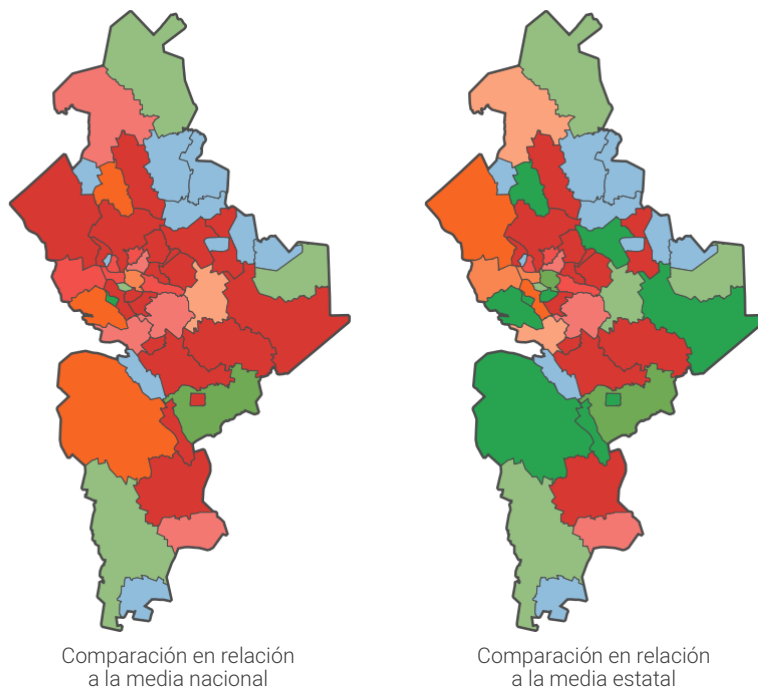 Comparación en relación
a la media nacional
Comparación en relación
a la media estatal